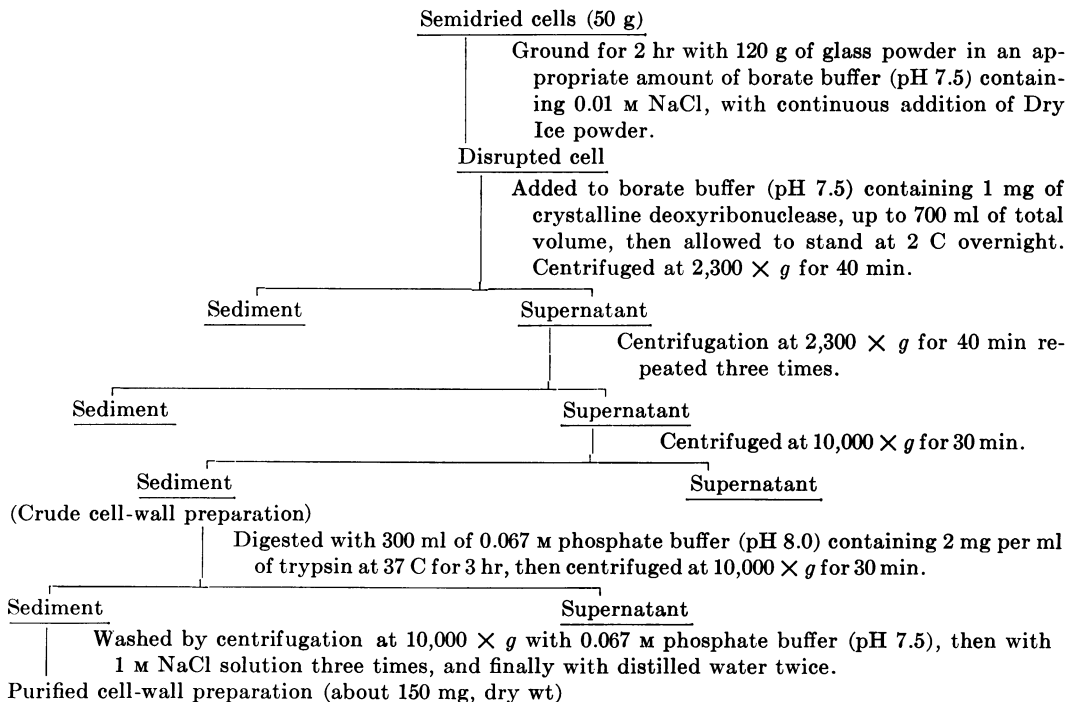 Semidried cells (50 g)
Ground for 2 hr with 120 g of glass powder in an ap-
propriate amount of borate buffer (pH 7.5) contain-
ing 0.01 M NaCl, with continuous addition of Dry
Ice powder.
Disrupted cell
Added to borate buffer (pH 7.5) containing 1 mg of
crystalline deoxyribonuclease, up to 700 ml of total
volume, then allowed to stand at 2 C overnight.
Centrifuged at 2,300 × g for 40 min.
Sediment Supernatant
Centrifugation at 2,300 × g for 40 min re-
peated three times.
Sediment Supernatant
Centrifuged at 10,000 × g for 30 min.
Sediment Supernatant
(Crude cell-wall preparation)
Digested with 300 ml of 0.067 M phosphate buffer (pH 8.0) containing 2 mg per ml
of trypsin at 37 C for 3 hr, then centrifuged at 10,000 × g for 30 min.
Sediment Supernatant
Washed by centrifugation at 10,000 × g with 0.067 M phosphate buffer (pH 7.5), then with
1 M NaCl solution three times, and finally with distilled water twice.
Purified cell-wall preparation (about 150 mg, dry wt)